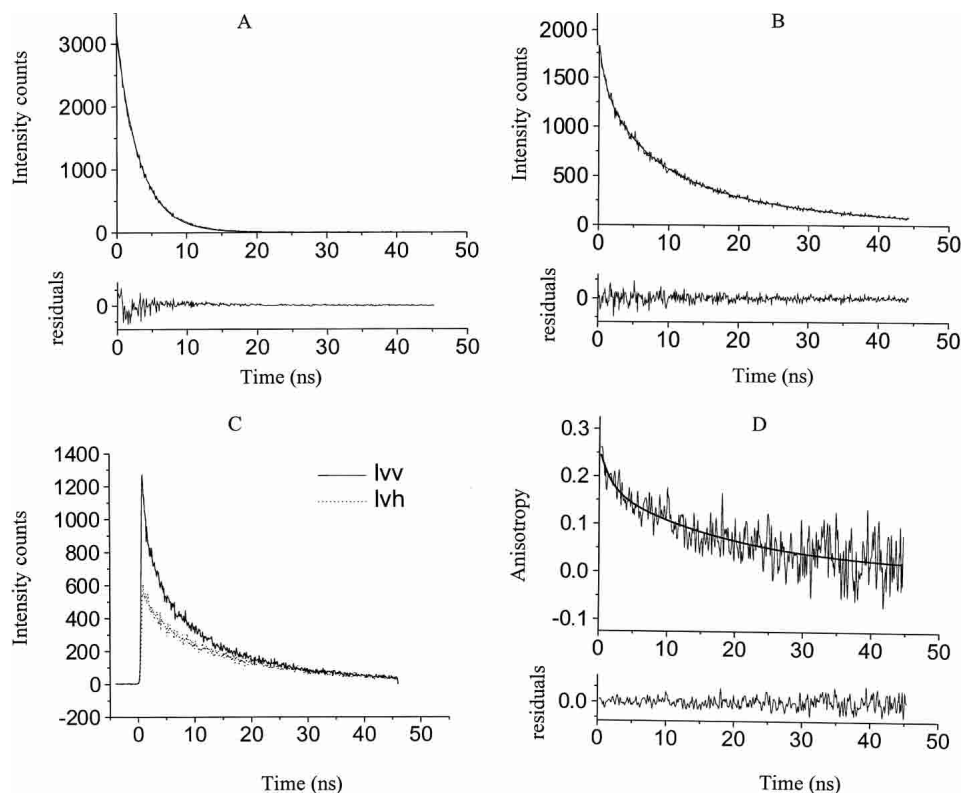 A
Intensity counts
3000
2000
1000
0
0 10 20 30 40 50
residuals
0
0 10 20 30 40 50
Time (ns)
B
Intensity counts
2000
1500
1000
500
0
0 10 20 30 40 50
residuals
0
0 10 20 30 40 50
Time (ns)
C
Intensity counts
1400
1200
1000
800
600
400
200
0
-200
Ivv
Ivh
0 10 20 30 40 50
Time (ns)
D
Anisotropy
0.3
0.2
0.1
0.0
-0.1
0 10 20 30 40 50
residuals
0.0
0 10 20 30 40 50
Time (ns)